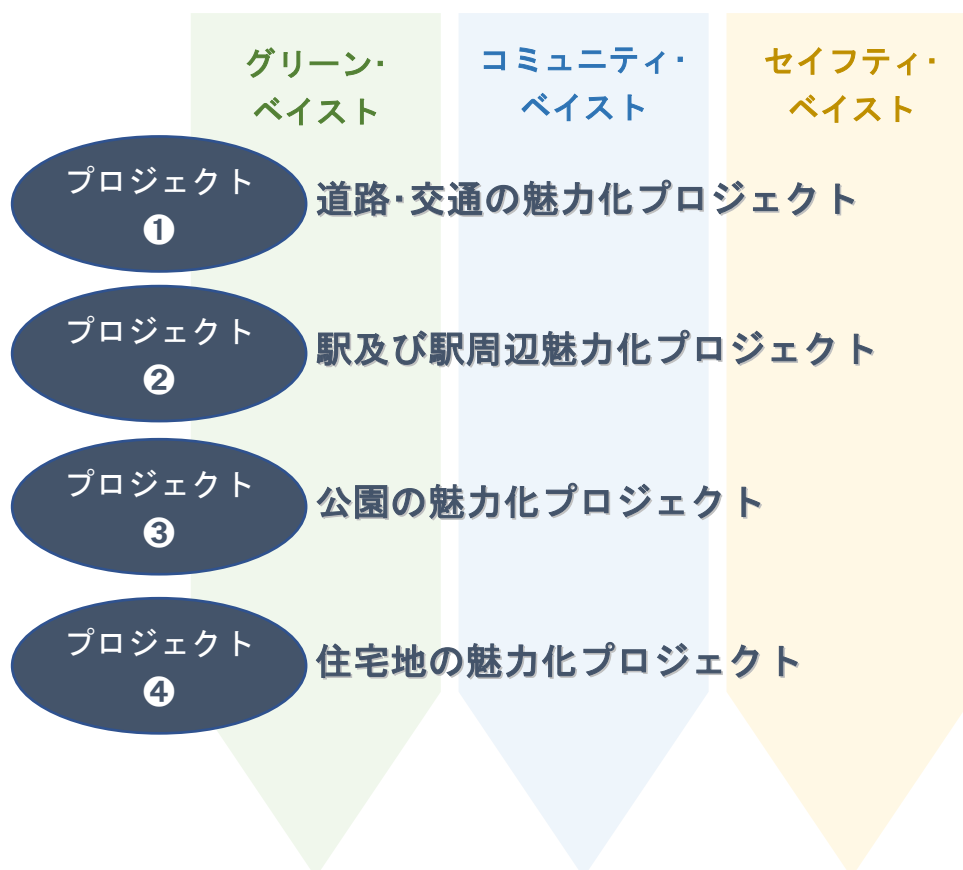 グリーン･
ベイスト
コミュニティ･
ベイスト
セイフティ･
ベイスト
プロジェクト
❶
道路･交通の魅力化プロジェクト
プロジェクト
❷
駅及び駅周辺魅力化プロジェクト
プロジェクト
❸
公園の魅力化プロジェクト
プロジェクト
❹
住宅地の魅力化プロジェクト